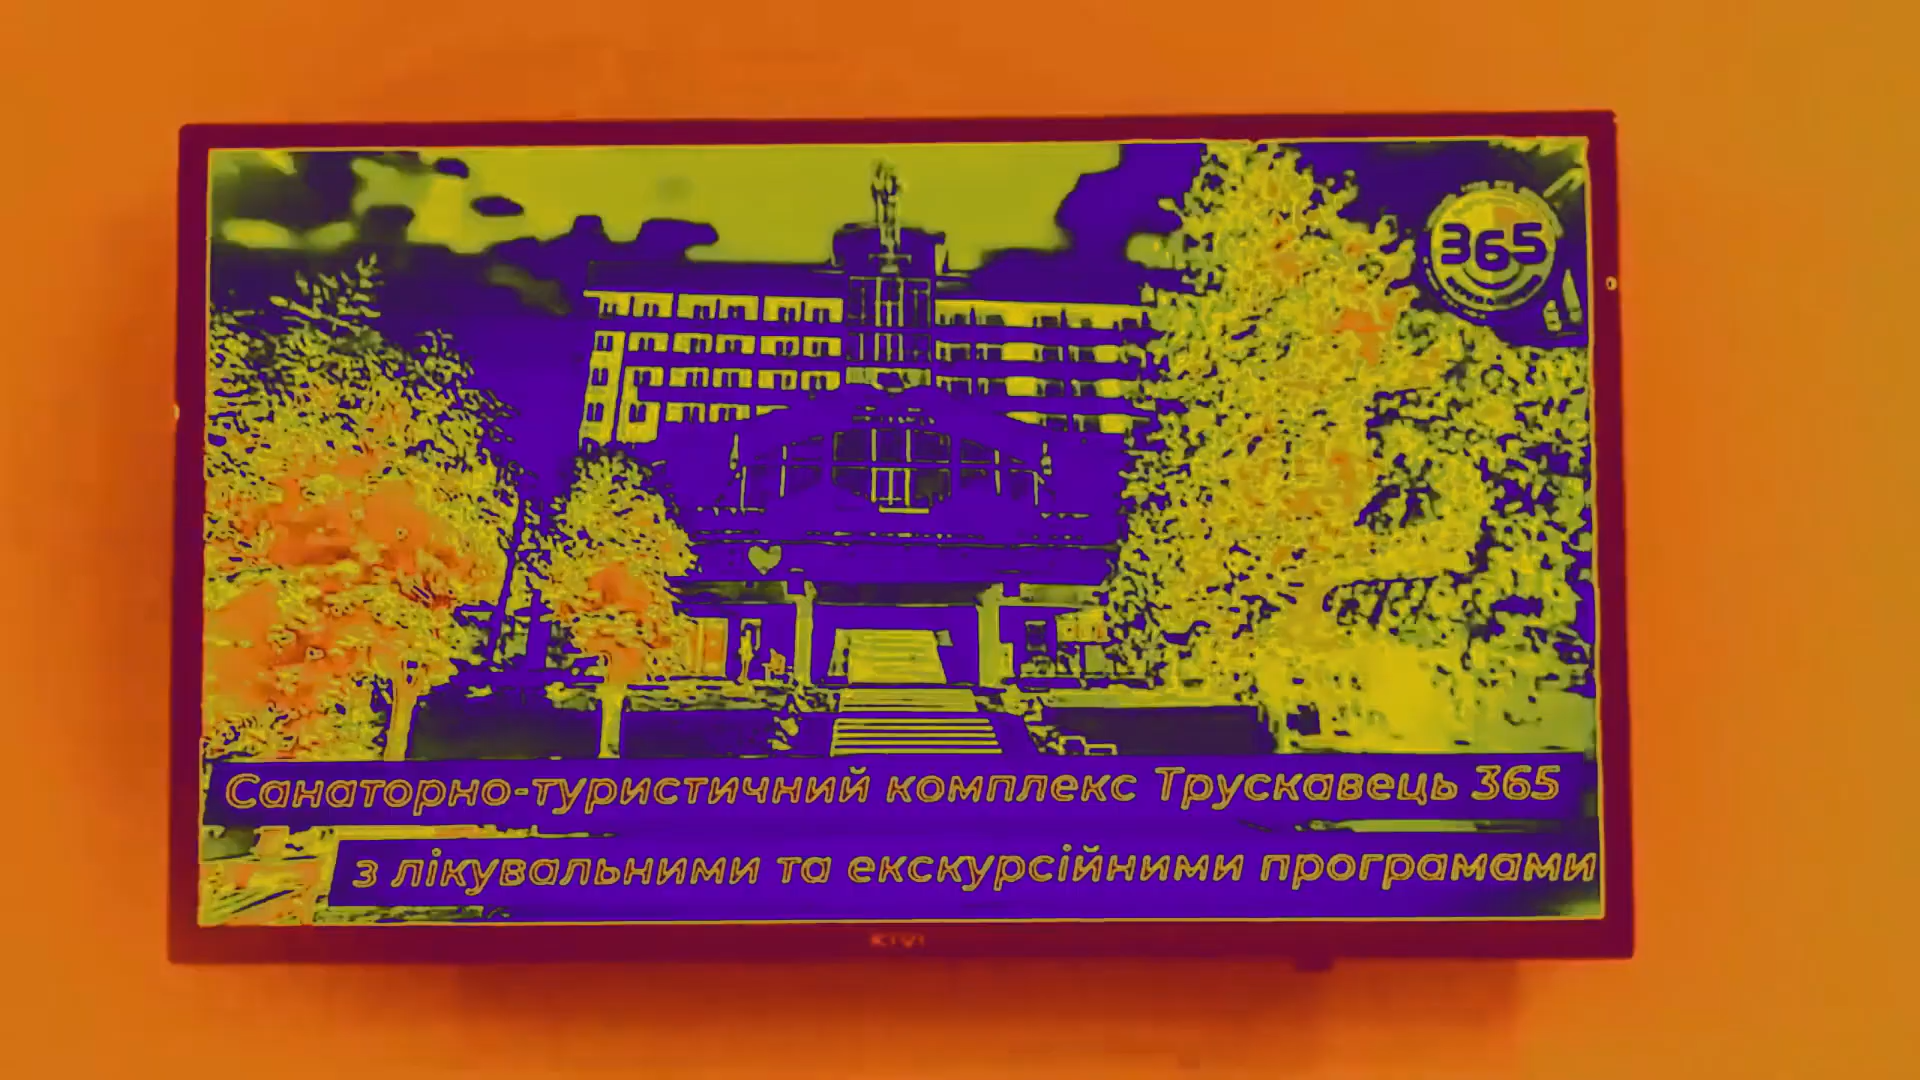 365
Санаторно-туристичний комплекс Трускавець 365
з лікувальними та екскурсійними програмами
KIVI